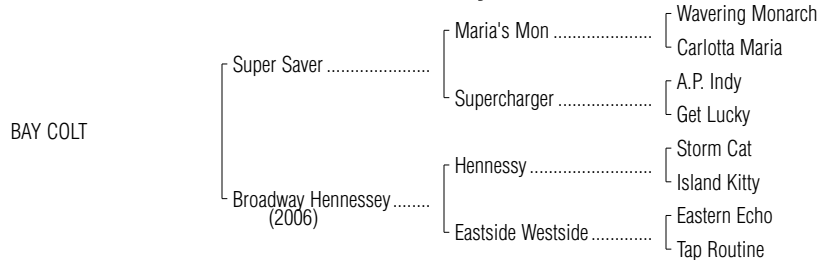 Wavering Monarch
Maria's Mon ......................
Carlotta Maria
Super Saver .......................
A.P. Indy
Supercharger .....................
Get Lucky
BAY COLT
Storm Cat
Hennessy ...........................
Island Kitty
Broadway Hennessey ........
(2006)
Eastern Echo
Eastside Westside .............
Tap Routine